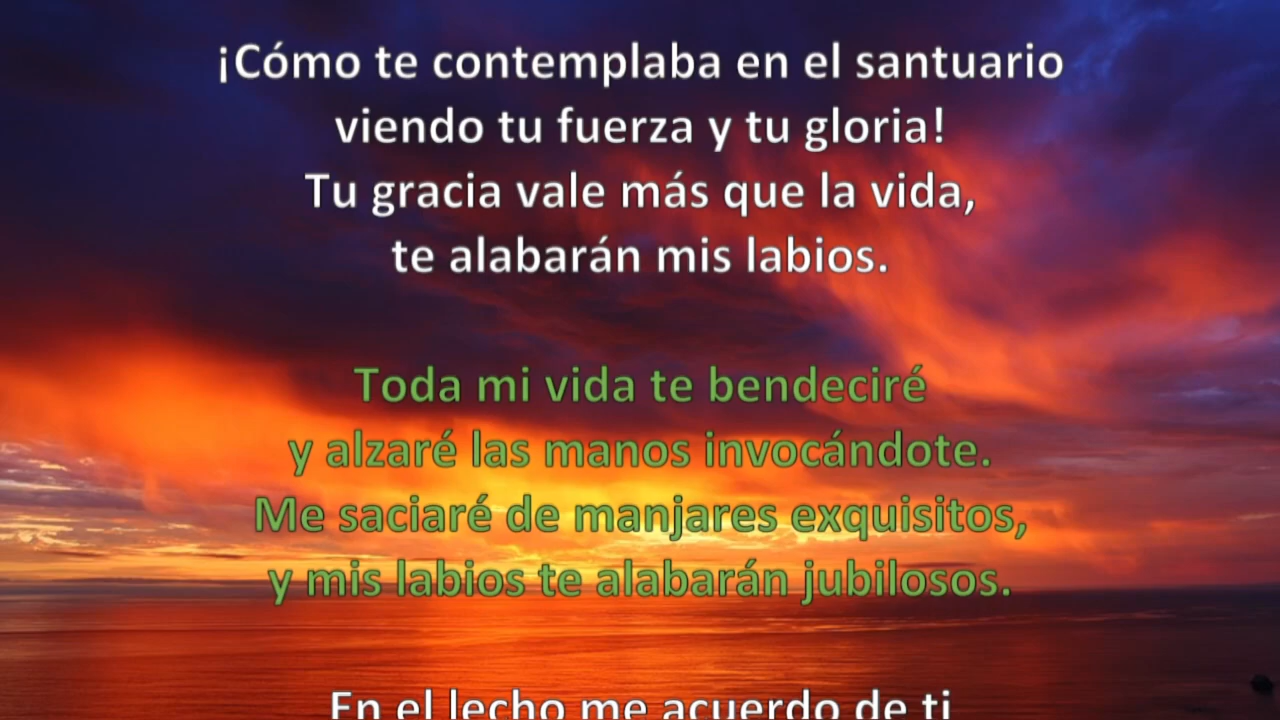 ¡Cómo te contemplaba en el santuario
viendo tu fuerza y tu gloria!
Tu gracia vale más que la vida,
te alabarán mis labios.
Toda mi vida te bendeciré
y alzaré las manos invocándote.
Me saciaré de manjares exquisitos,
y mis labios te alabarán jubilosos.
En el lecho me acuerdo de ti